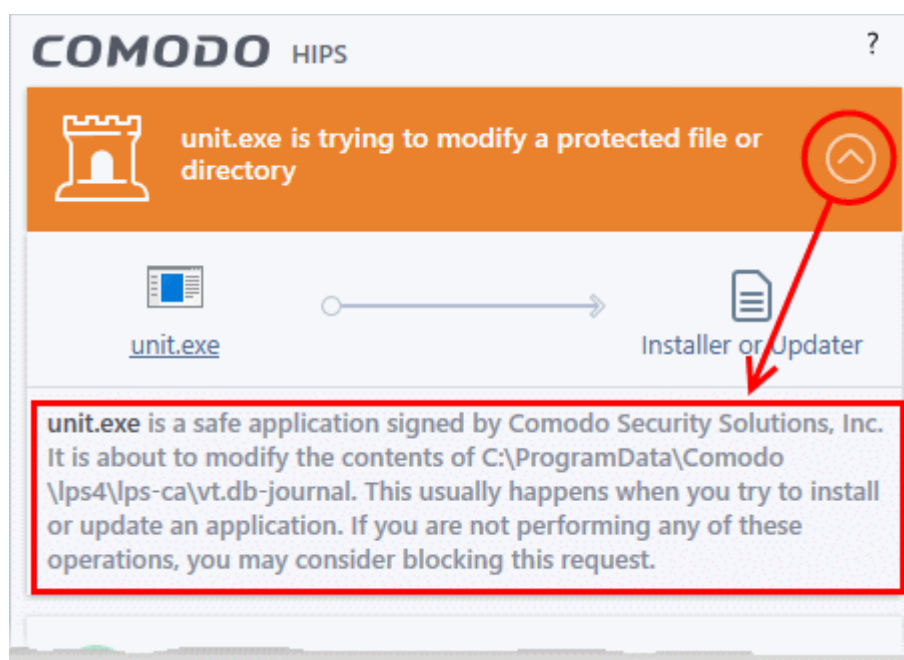 COMODO HIPS ?
unit.exe is trying to modify a protected file or
directory
unit.exe Installer or Updater
unit.exe is a safe application signed by Comodo Security Solutions, Inc.
It is about to modify the contents of C:\ProgramData\Comodo
\lps4\lps-ca\vt.db-journal. This usually happens when you try to install
or update an application. If you are not performing any of these
operations, you may consider blocking this request.